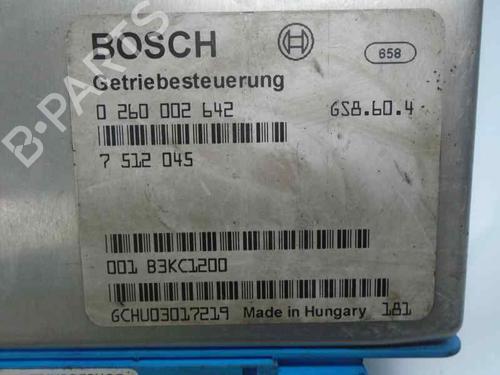 BOSCH
658
Getriebesteuerung
0 260 002 642 GS8.60.4
7 512 045
001 B3KC1200
GCHU03017219 Made in Hungary 181
B-PARTS